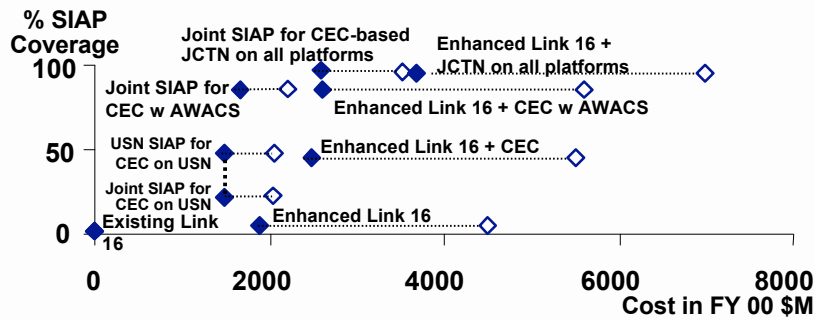 % SIAP
Coverage
Joint SIAP for CEC-based
JCTN on all platforms
Enhanced Link 16 +
JCTN on all platforms
100
Joint SIAP for
CEC w AWACS
Enhanced Link 16 + CEC w AWACS
USN SIAP for
CEC on USN
50
Enhanced Link 16 + CEC
Joint SIAP for
CEC on USN
Existing Link
16
Enhanced Link 16
0
0 2000 4000 6000 8000
Cost in FY 00 $M